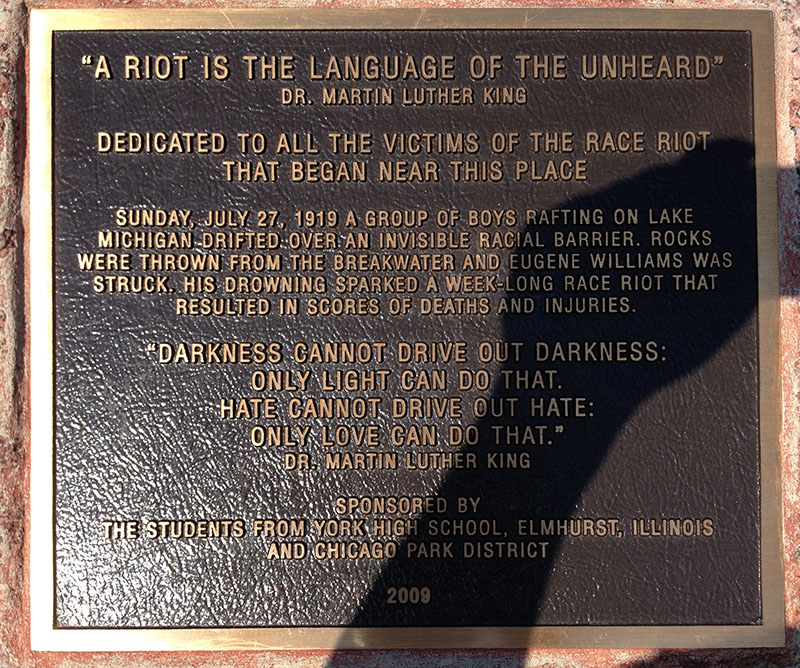 "A RIOT IS THE LANGUAGE OF THE UNHEARD"
DR. MARTIN LUTHER KING
DEDICATED TO ALL THE VICTIMS OF THE RACE RIOT
THAT BEGAN NEAR THIS PLACE
SUNDAY, JULY 27, 1919 A GROUP OF BOYS RAFTING ON LAKE
MICHIGAN DRIFTED OVER AN INVISIBLE RACIAL BARRIER. ROCKS
WERE THROWN FROM THE BREAKWATER AND EUGENE WILLIAMS WAS
STRUCK. HIS DROWNING SPARKED A WEEK-LONG RACE RIOT THAT
RESULTED IN SCORES OF DEATHS AND INJURIES.
"DARKNESS CANNOT DRIVE OUT DARKNESS:
ONLY LIGHT CAN DO THAT.
HATE CANNOT DRIVE OUT HATE:
ONLY LOVE CAN DO THAT."
DR. MARTIN LUTHER KING
SPONSORED BY
THE STUDENTS FROM YORK HIGH SCHOOL, ELMHURST, ILLINOIS
AND CHICAGO PARK DISTRICT
2009